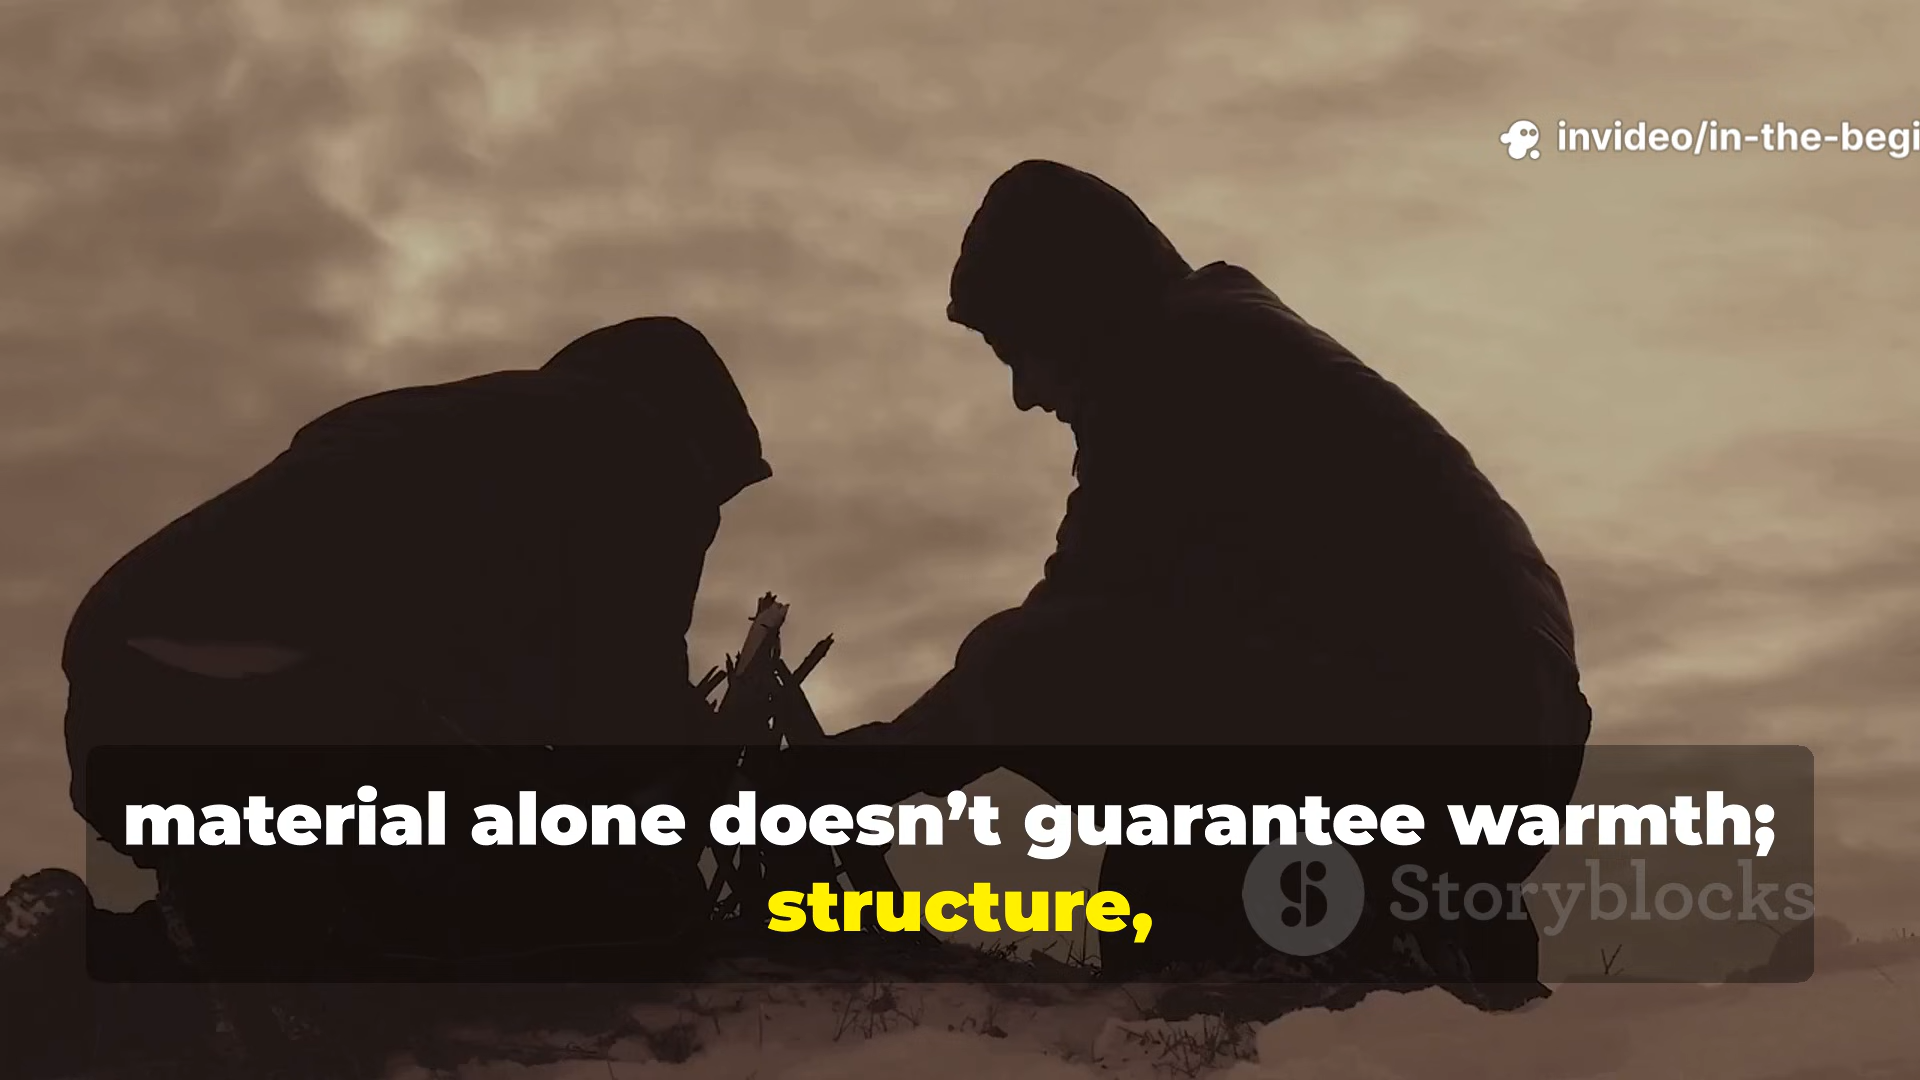 invideo/in-the-begi
material alone doesn’t guarantee warmth;
structure,
Storyblocks